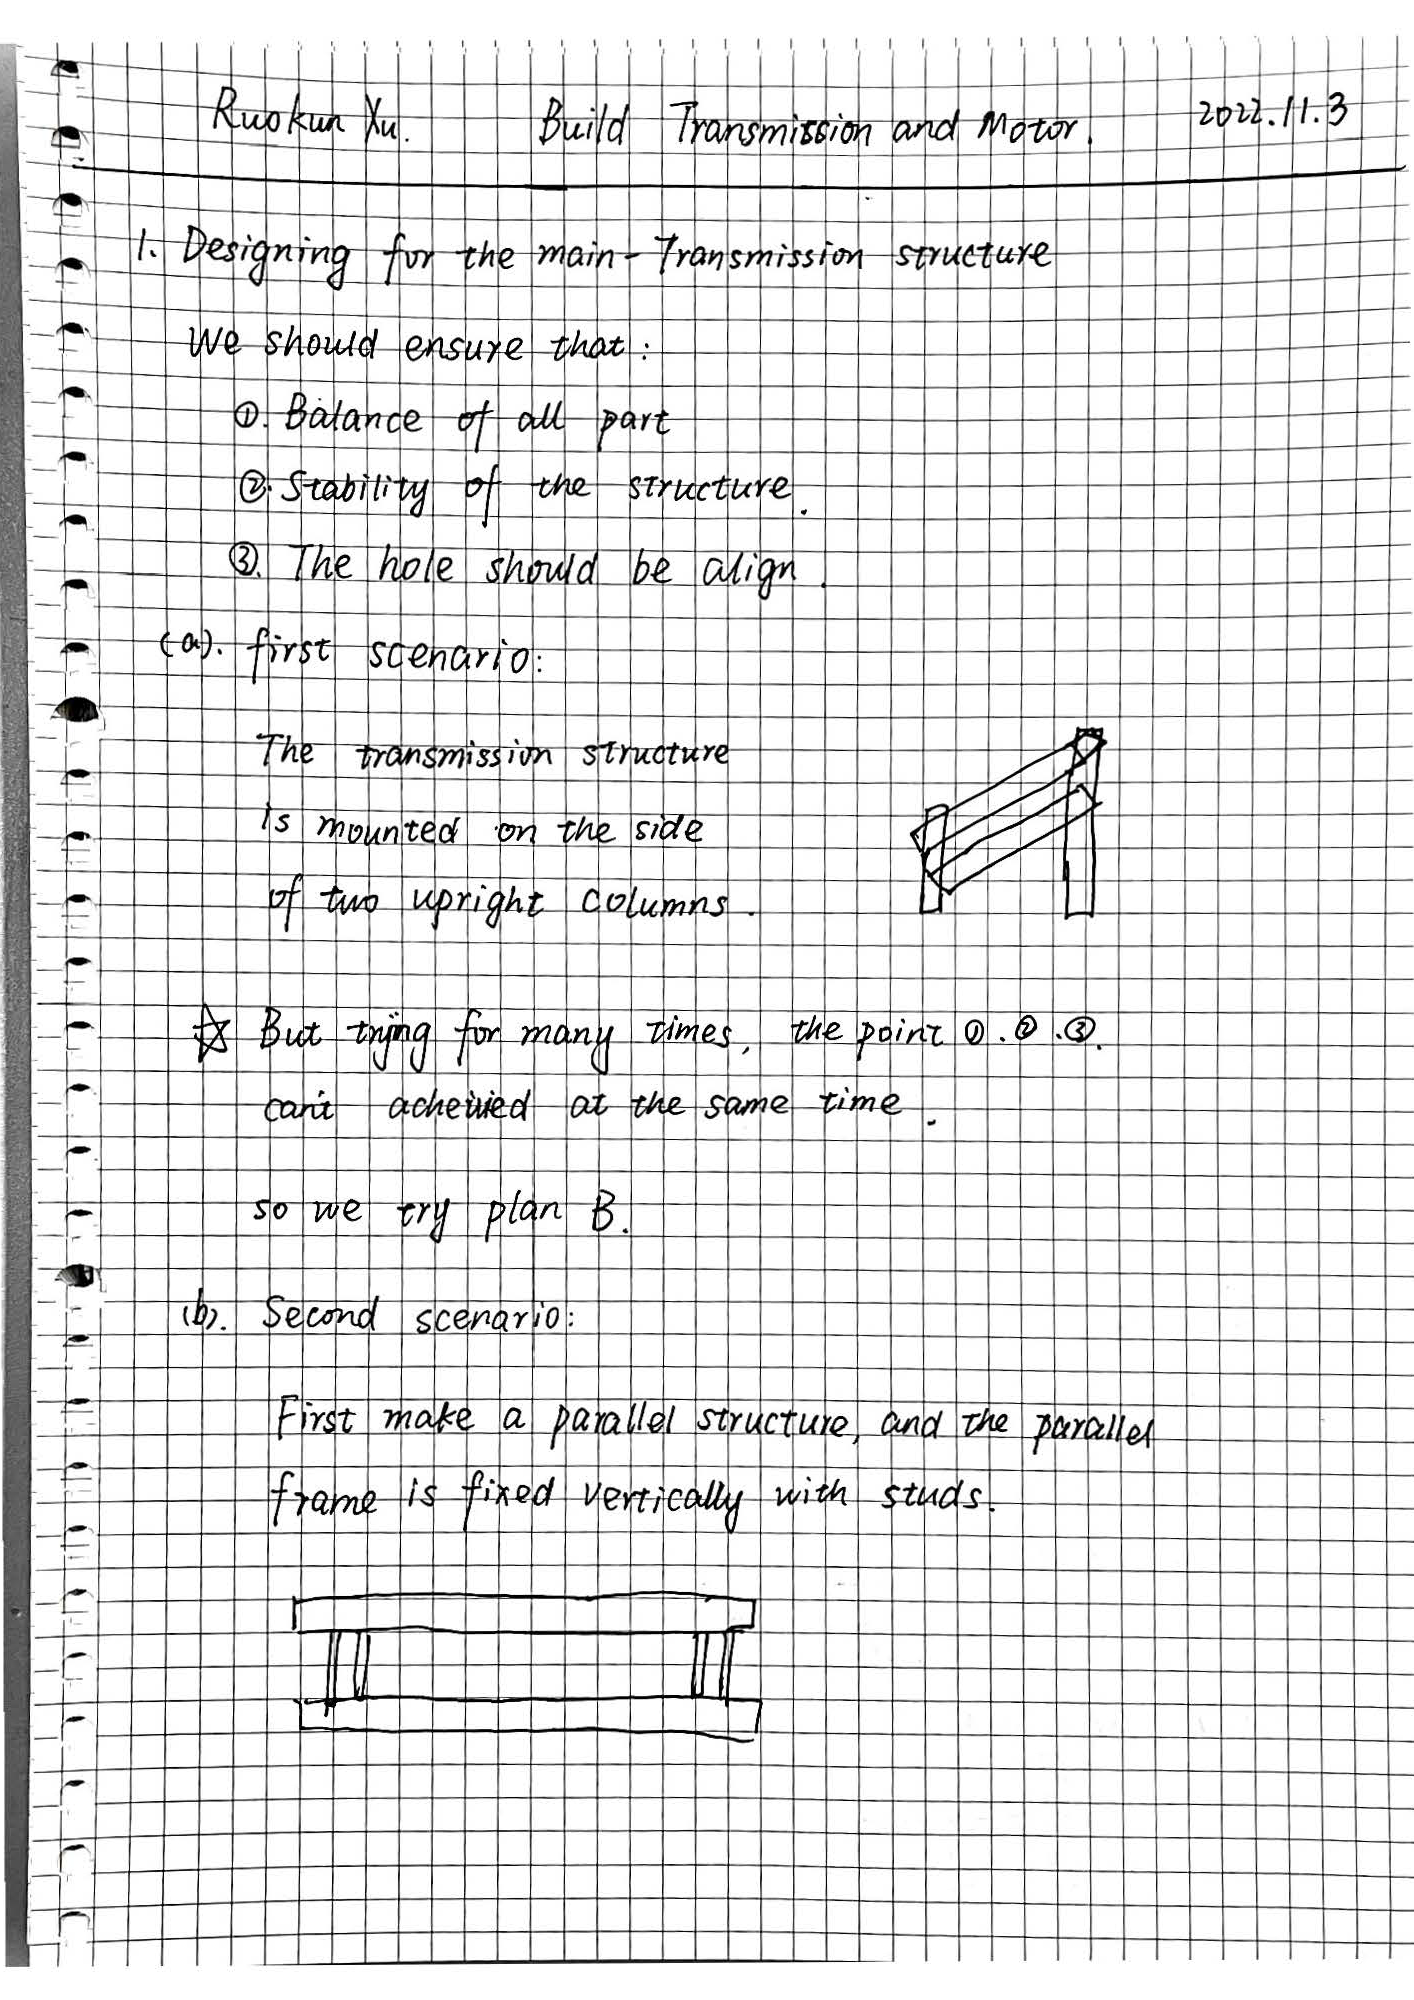 Ruokun Xu. Build Transmission and Motor. 2022.11.3
1. Designing for the main-Transmission structure
We should ensure that:
①. Balance of all part
②. Stability of the structure.
③. The hole should be align.
(a). first scenario:
The transmission structure
is mounted on the side
of two upright columns.
☆ But trying for many times, the point ①.②.③.
can't acheived at the same time.
so we try plan B.
(b). Second scenario:
First make a parallel structure, and the parallel
frame is fixed vertically with studs.